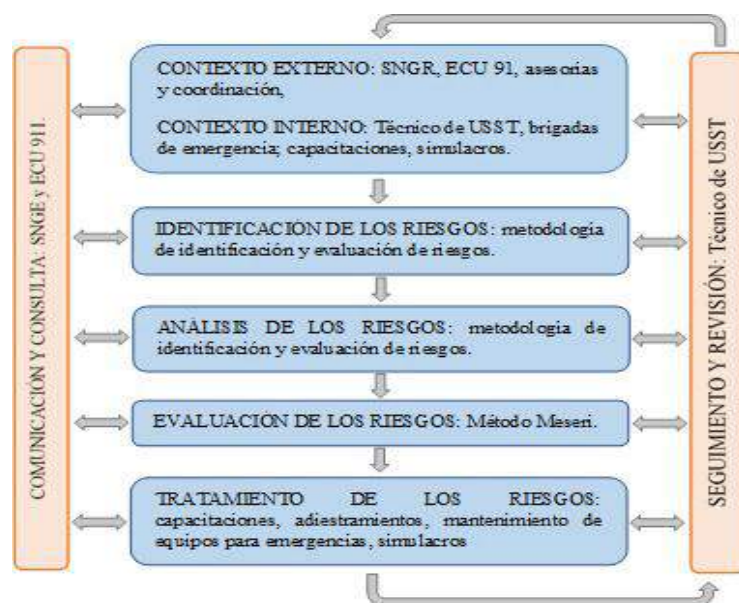 COMUNICACIÓN Y CONSULTA: SNGE y ECU 911.
CONTEXTO EXTERNO: SNGR, ECU 91, asesorías
y coordinación,
CONTEXTO INTERNO: Técnico de USST, brigadas
de emergencia; capacitaciones, simulacros.
IDENTIFICACIÓN DE LOS RIESGOS: metodología
de identificación y evaluación de riesgos.
ANÁLISIS DE LOS RIESGOS: metodología de
identificación y evaluación de riesgos.
EVALUACIÓN DE LOS RIESGOS: Método Meseri.
TRATAMIENTO DE LOS RIESGOS:
capacitaciones, adiestramientos, mantenimiento de
equipos para emergencias, simulacros
SEGUIMIENTO Y REVISIÓN: Técnico de USST